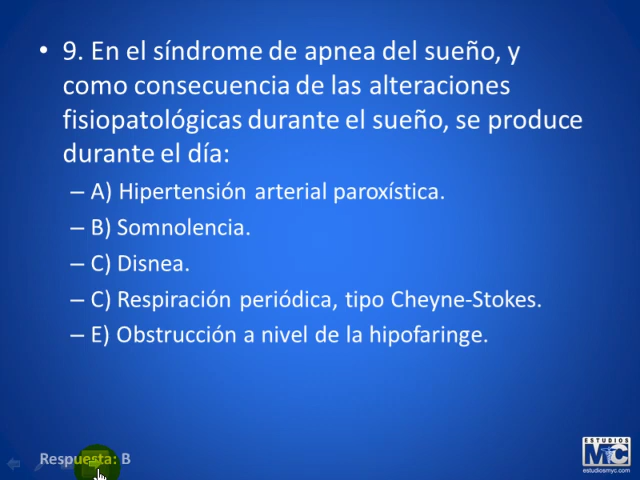 • 9. En el síndrome de apnea del sueño, y
como consecuencia de las alteraciones
fisiopatológicas durante el sueño, se produce
durante el día:
– A) Hipertensión arterial paroxística.
– B) Somnolencia.
– C) Disnea.
– C) Respiración periódica, tipo Cheyne-Stokes.
– E) Obstrucción a nivel de la hipofaringe.
Respuesta: B
ESTUDIOS
MYC
estudiosmyc.com